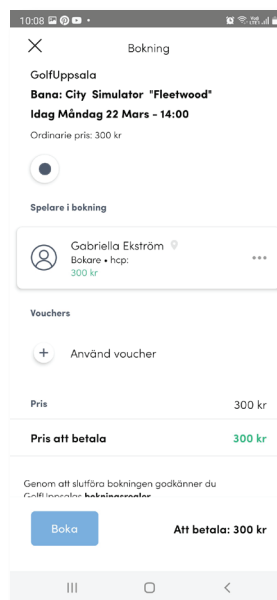 10:08
Bokning
GolfUppsala
Bana: City Simulator "Fleetwood"
Idag Måndag 22 Mars - 14:00
Ordinarie pris: 300 kr
Spelare i bokning
Gabriella Ekström
Bokare • hcp:
300 kr
Vouchers
Använd voucher
Pris 300 kr
Pris att betala 300 kr
Genom att slutföra bokningen godkänner du
GolfUppsalas bokningsregler
Boka Att betala: 300 kr